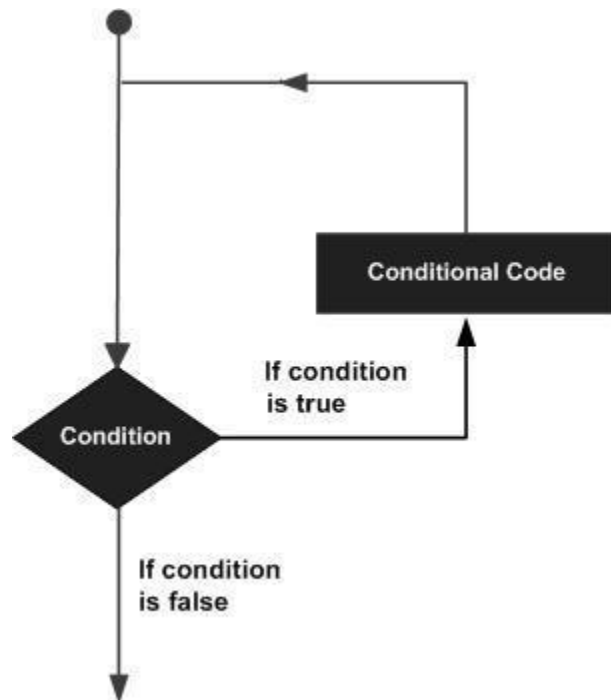 Conditional Code
If condition
is true
Condition
If condition
is false